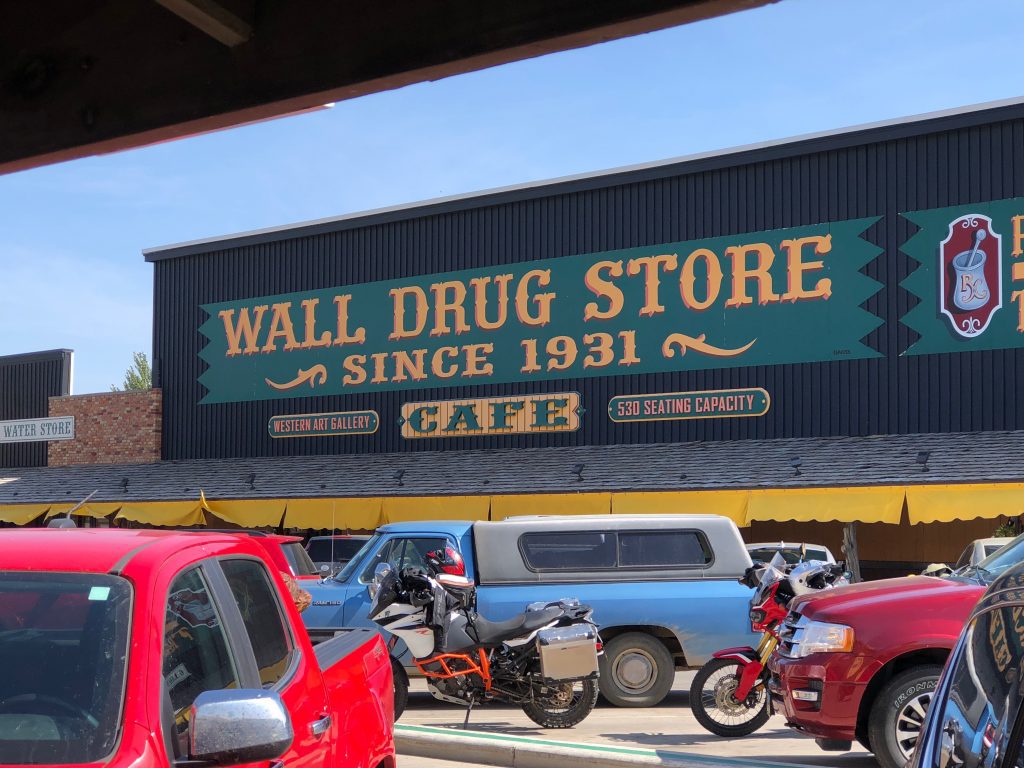 WALL DRUG STORE
SINCE 1931
WESTERN ART GALLERY
CAFE
530 SEATING CAPACITY
WATER STORE